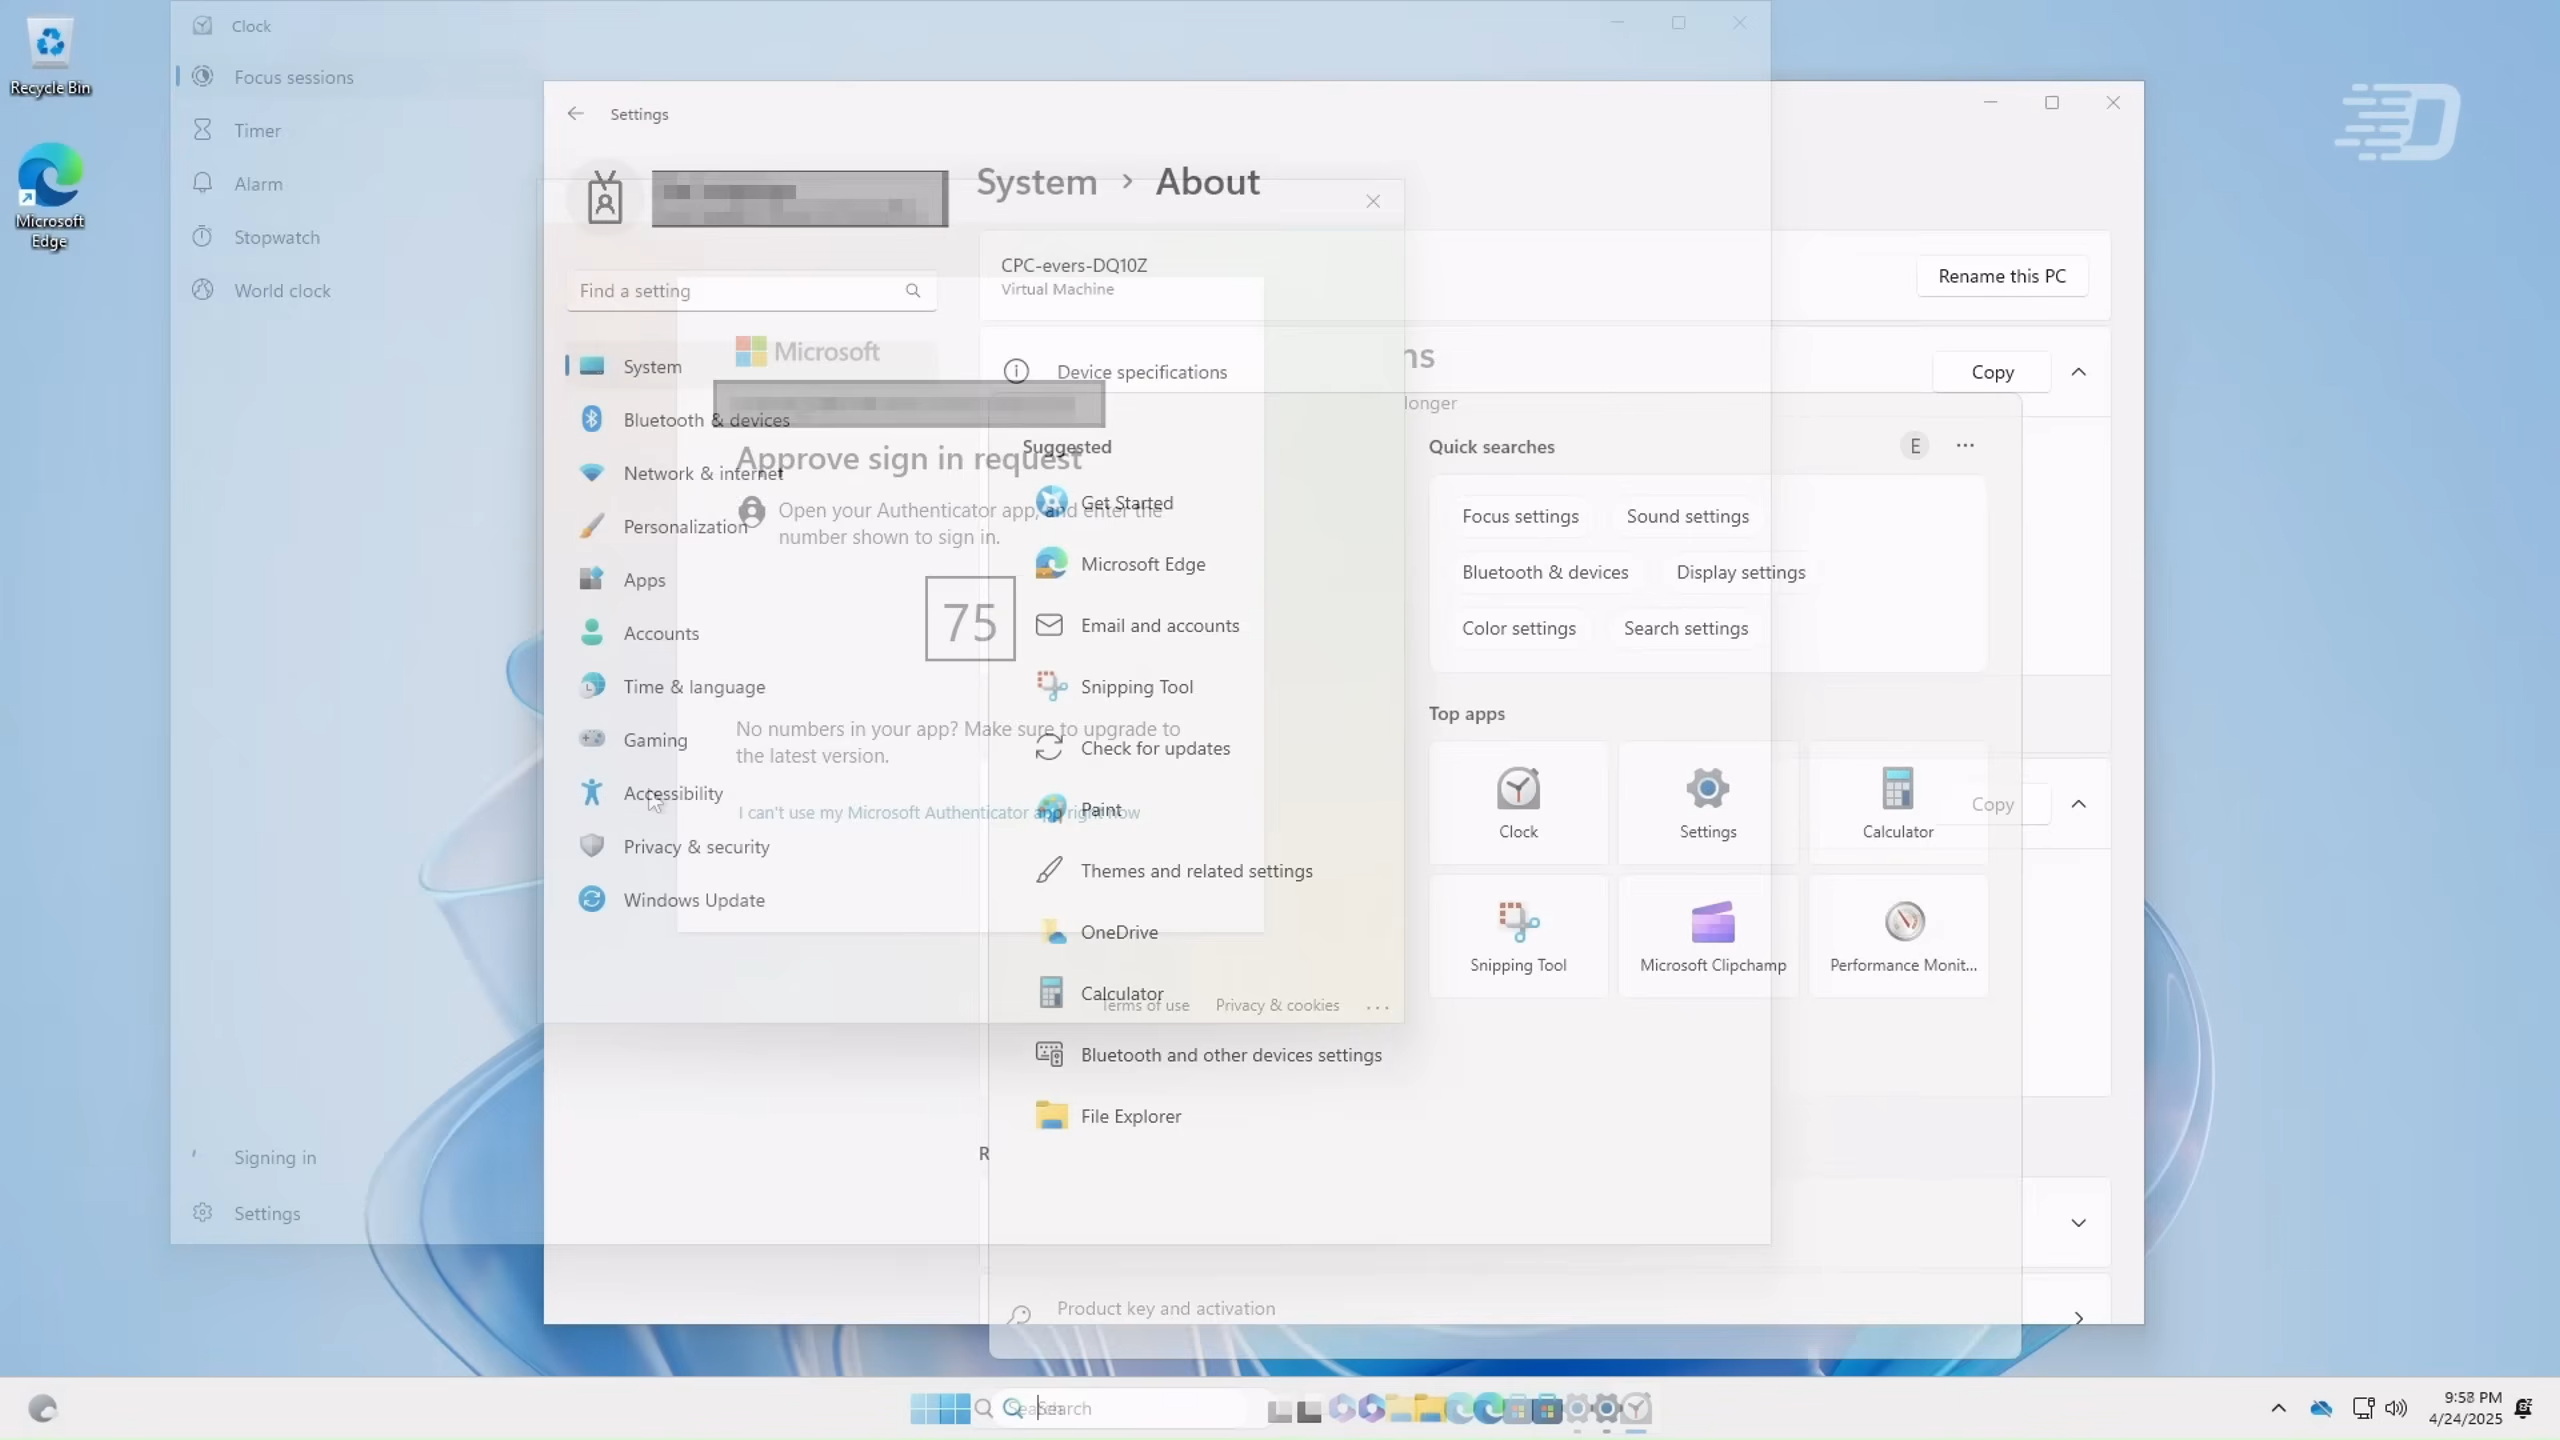 Recycle Bin
Microsoft
Edge
Clock
Focus sessions
Timer
Alarm
Stopwatch
World clock
Signing in
Settings
Settings
Find a setting
System
Bluetooth & devices
Network & internet
Personalization
Apps
Accounts
Time & language
Gaming
Accessibility
Privacy & security
Windows Update
System > About
CPC-evers-DQ10Z
Virtual Machine
Rename this PC
Device specifications
Copy
Copy
Product key and activation
Microsoft
Approve sign in request
Open your Authenticator app, and enter the
number shown to sign in.
75
No numbers in your app? Make sure to upgrade to
the latest version.
I can't use my Microsoft Authenticator app right now
Terms of use
Privacy & cookies
ns
longer
Suggested
Get Started
Microsoft Edge
Email and accounts
Snipping Tool
Check for updates
Paint
Themes and related settings
OneDrive
Calculator
Bluetooth and other devices settings
File Explorer
R
Quick searches
E
Focus settings
Sound settings
Bluetooth & devices
Display settings
Color settings
Search settings
Top apps
Clock
Settings
Calculator
Snipping Tool
Microsoft Clipchamp
Performance Monit...
Search
9:58 PM
4/24/2025